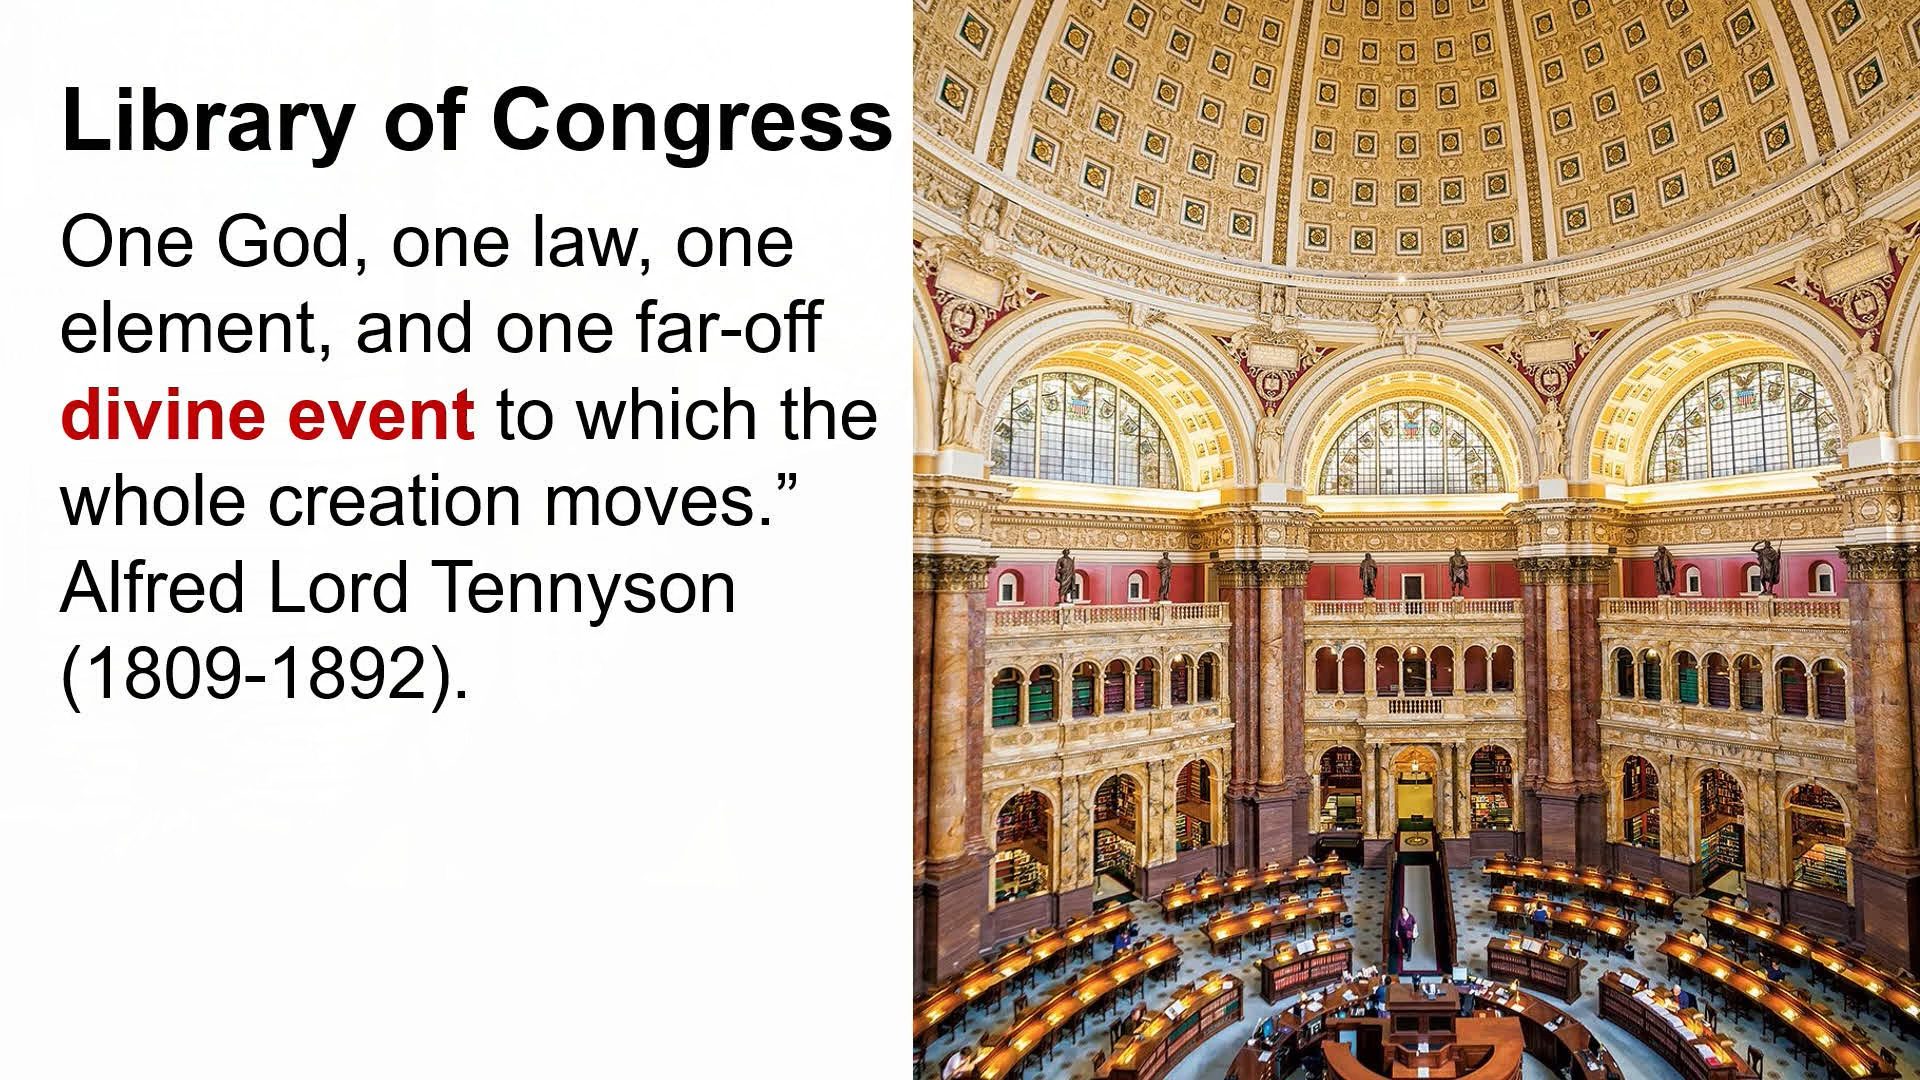 Library of Congress
One God, one law, one
element, and one far-off
divine event to which the
whole creation moves.”
Alfred Lord Tennyson
(1809-1892).